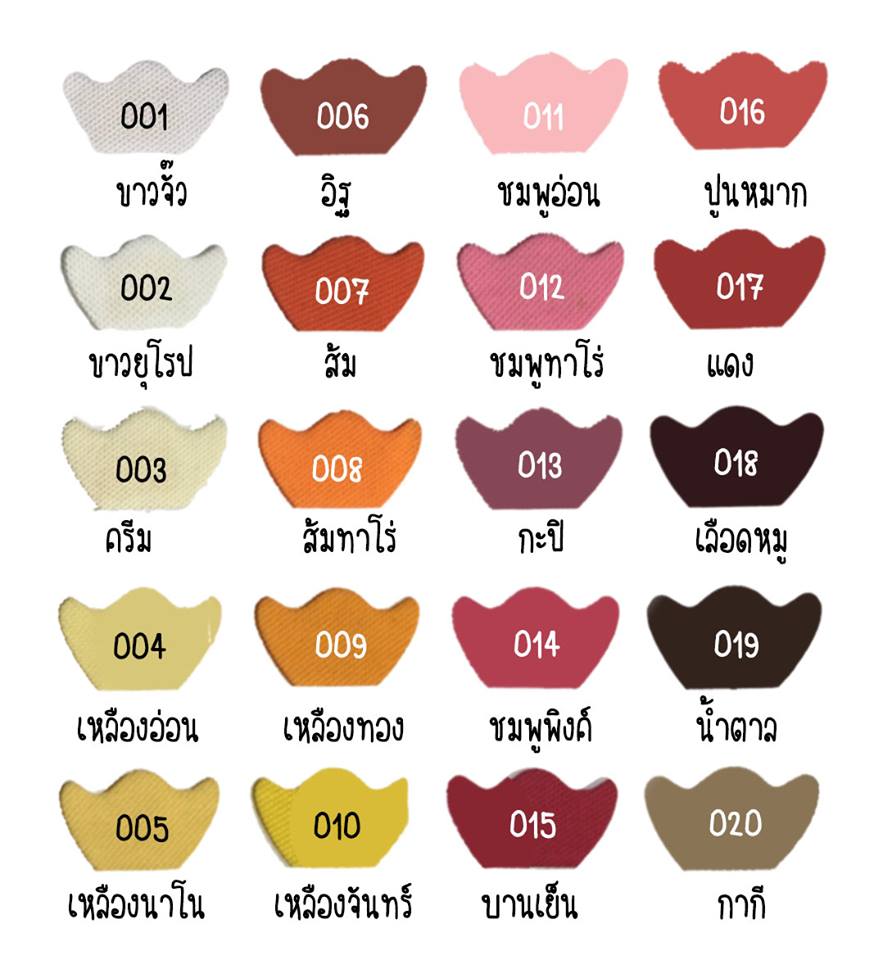 001
ขาวจั๊ว
006
อิฐ
011
ชมพูอ่อน
016
ปูนหมาก
002
ขาวยุโรป
007
ส้ม
012
ชมพูทาโร่
017
แดง
003
ครีม
008
ส้มทาโร่
013
กะปิ
018
เลือดหมู
004
เหลืองอ่อน
009
เหลืองทอง
014
ชมพูพิงค์
019
น้ำตาล
005
เหลืองนาโน
010
เหลืองจันทร์
015
บานเย็น
020
กากี